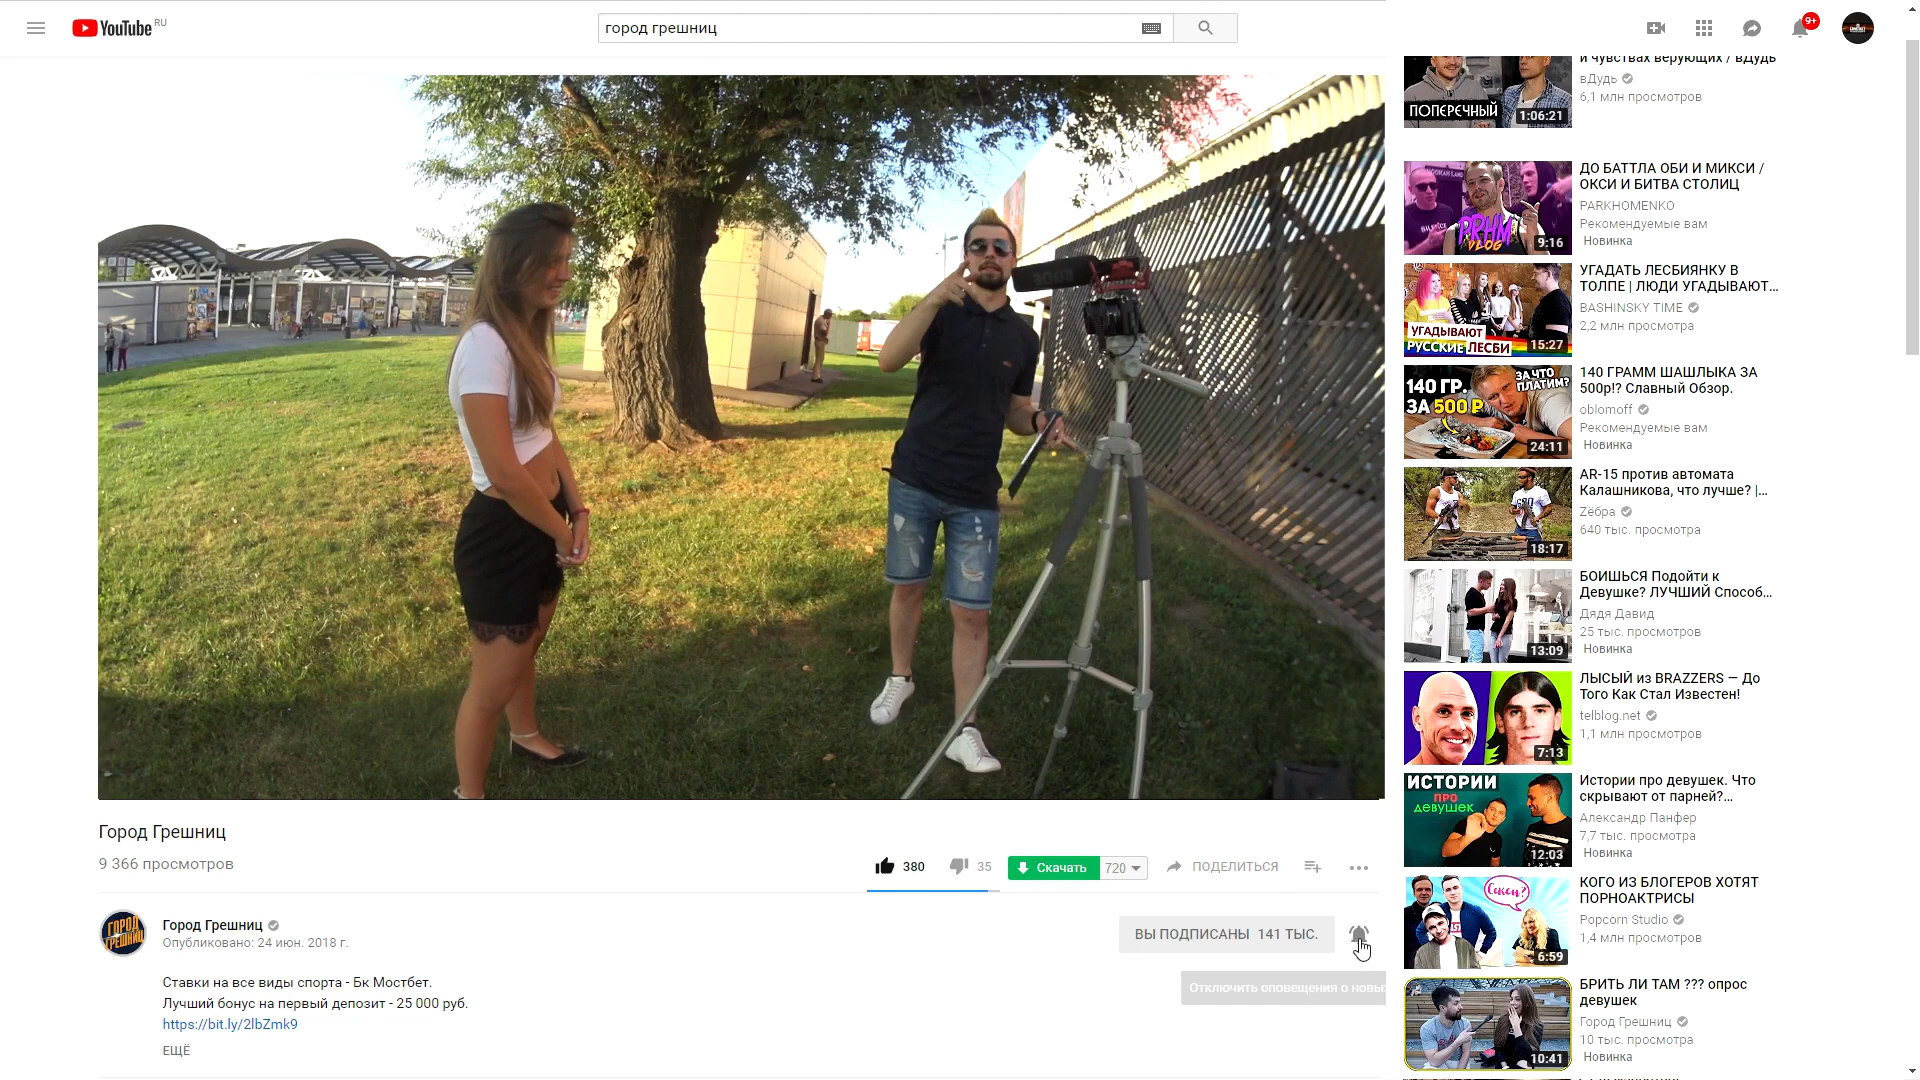 YouTube RU
город грешниц
9+
Город Грешниц
9 366 просмотров
380
35
Скачать
720
ПОДЕЛИТЬСЯ
ГОРОД ГРЕШНИЦ
Город Грешниц
Опубликовано: 24 июн. 2018 г.
ВЫ ПОДПИСАНЫ 141 ТЫС.
Отключить оповещения о новых
Ставки на все виды спорта - Бк Мостбет.
Лучший бонус на первый депозит - 25 000 руб.
https://bit.ly/2lbZmk9
ЕЩЁ
ПОПЕРЕЧНЫЙ
1:06:21
и чувствах верующих / вДудь
вДудь
6,1 млн просмотров
PRHM
VLOG
9:16
ДО БАТТЛА ОБИ И МИКСИ /
ОКСИ И БИТВА СТОЛИЦ
PARKHOMENKO
Рекомендуемые вам
Новинка
УГАДЫВАЮТ
РУССКИЕ ЛЕСБИ
15:27
УГАДАТЬ ЛЕСБИЯНКУ В
ТОЛПЕ | ЛЮДИ УГАДЫВАЮТ...
BASHINSKY TIME
2,2 млн просмотра
140 ГР.
ЗА 500 ₽
ЗА ЧТО
ПЛАТИМ?
24:11
140 ГРАММ ШАШЛЫКА ЗА
500р!? Славный Обзор.
oblomoff
Рекомендуемые вам
Новинка
18:17
AR-15 против автомата
Калашникова, что лучше? |...
Zёбра
640 тыс. просмотра
13:09
БОИШЬСЯ Подойти к
Девушке? ЛУЧШИЙ Способ...
Дядя Давид
25 тыс. просмотров
Новинка
7:13
ЛЫСЫЙ из BRAZZERS — До
Того Как Стал Известен!
telblog.net
1,1 млн просмотра
ИСТОРИИ
ПРО
девушек
12:03
Истории про девушек. Что
скрывают от парней?...
Александр Панфер
7,7 тыс. просмотра
Новинка
6:59
КОГО ИЗ БЛОГЕРОВ ХОТЯТ
ПОРНОАКТРИСЫ
Popcorn Studio
1,4 млн просмотра
10:41
БРИТЬ ЛИ ТАМ ??? опрос
девушек
Город Грешниц
10 тыс. просмотра
Новинка